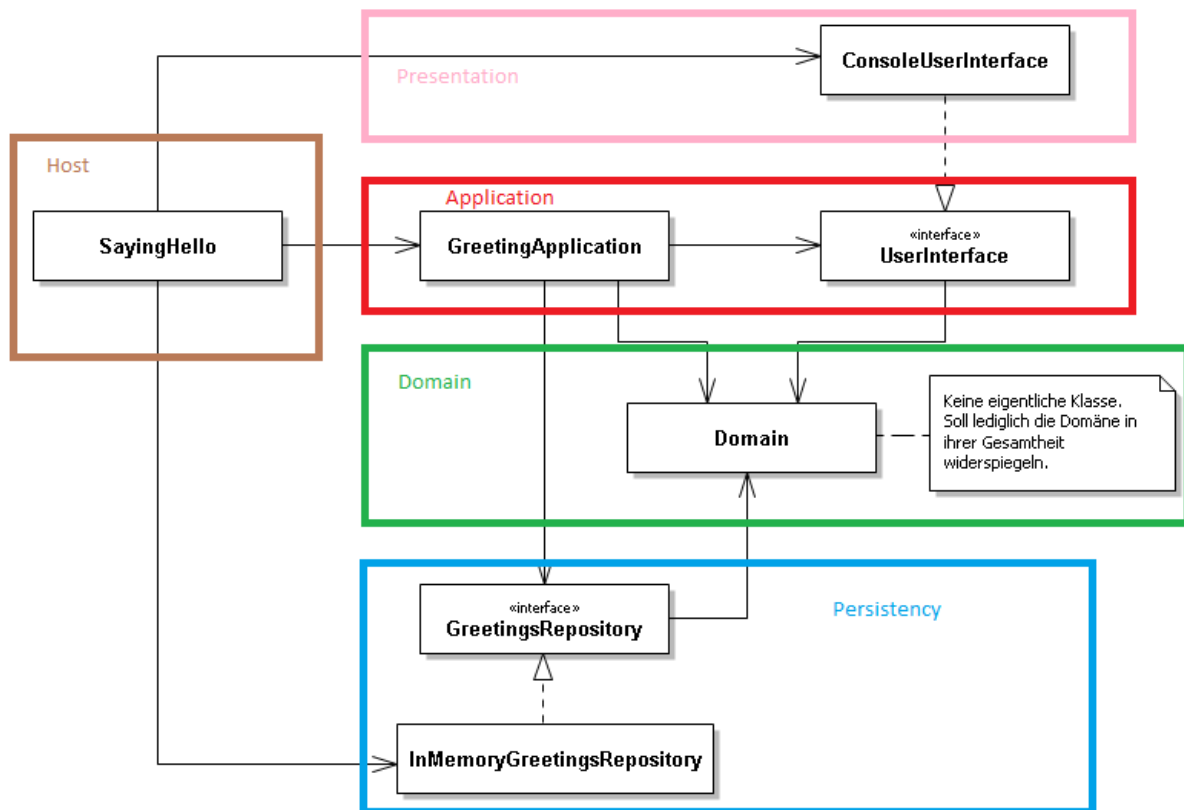 ConsoleUserInterface
Presentation
Host
Application
SayingHello
GreetingApplication
«interface»
UserInterface
Domain
Keine eigentliche Klasse.
Soll lediglich die Domäne in
ihrer Gesamtheit
widerspiegeln.
Domain
«interface»
GreetingsRepository
Persistency
InMemoryGreetingsRepository